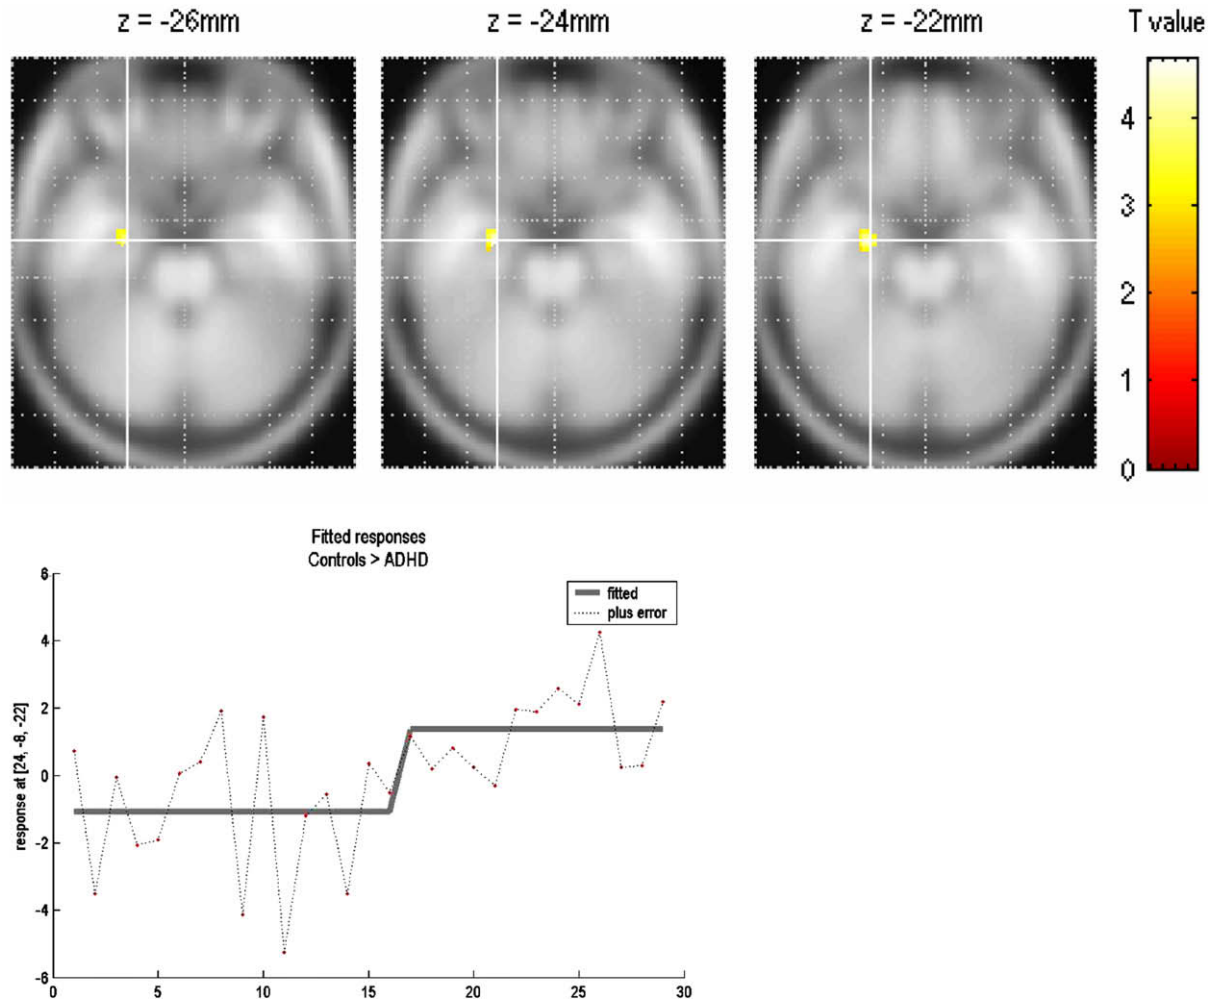 z = -26mm
z = -24mm
z = -22mm
T value
4
3
2
1
0
Fitted responses
Controls > ADHD
6
4
2
0
-2
-4
-6
response at [24, -8, -22]
fitted
plus error
0
5
10
15
20
25
30